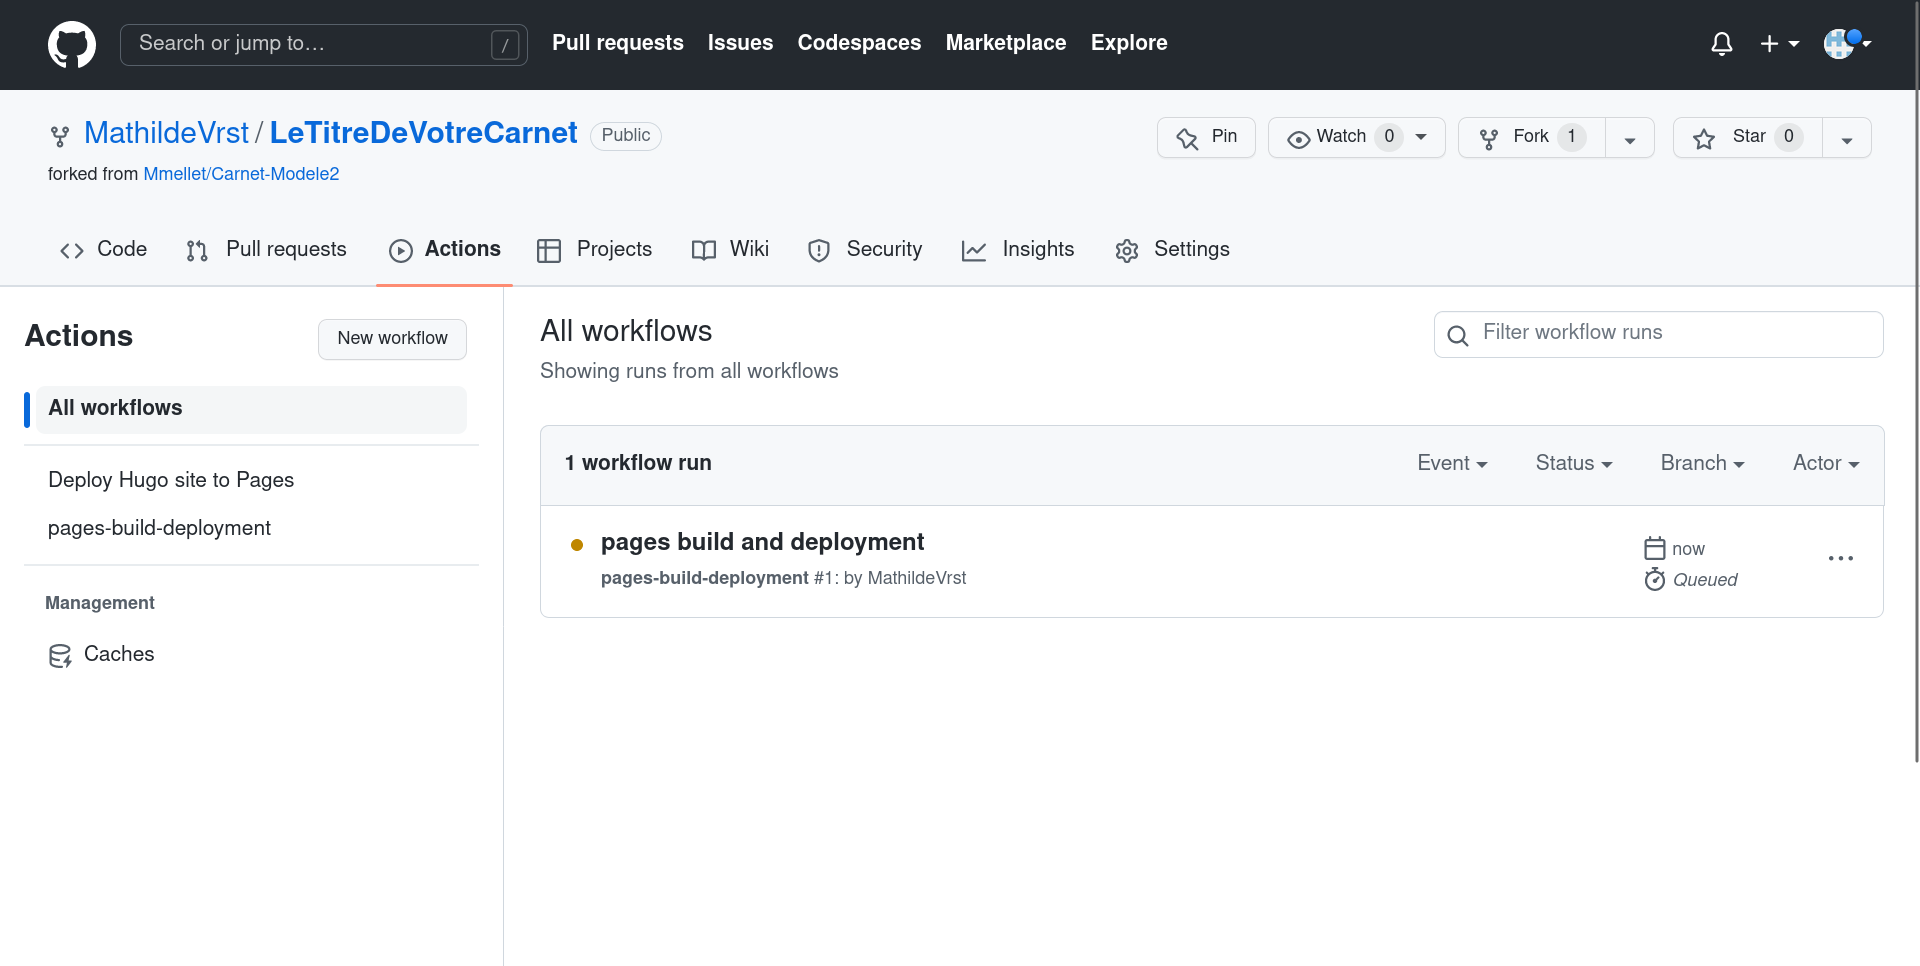 Search or jump to… /
Pull requests Issues Codespaces Marketplace Explore
MathildeVrst / LeTitreDeVotreCarnet Public
Pin Watch 0 Fork 1 Star 0
forked from Mmellet/Carnet-Modele2
Code Pull requests Actions Projects Wiki Security Insights Settings
Actions
New workflow
All workflows
Deploy Hugo site to Pages
pages-build-deployment
Management
Caches
All workflows
Showing runs from all workflows
Filter workflow runs
1 workflow run
Event Status Branch Actor
pages build and deployment
pages-build-deployment #1: by MathildeVrst
now
Queued